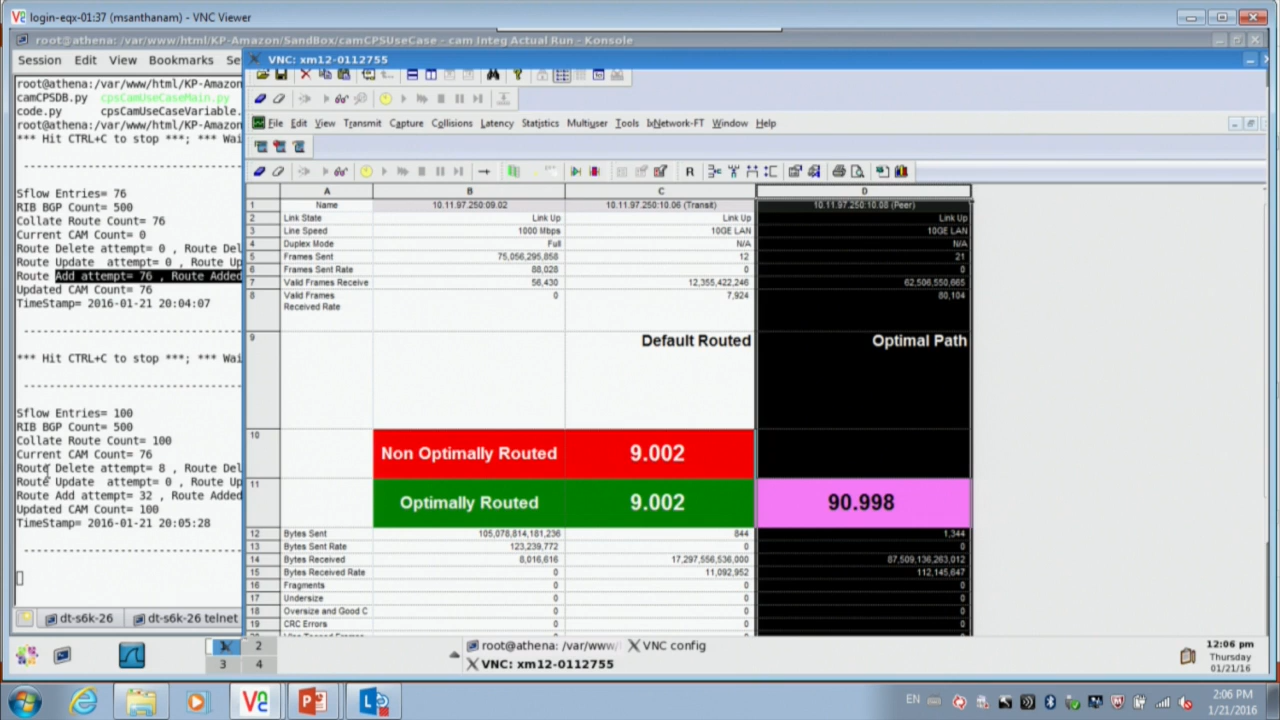 login-eqx-01:37 (msanthanam) - VNC Viewer
root@athena: /var/www/html/KP-Amazon/SandBox/camCPSUseCase - cam Integ Actual Run - Konsole
Session Edit View Bookmarks Se
root@athena:/var/www/html/KP-Amazon
camCPSDB.py cpsCamUseCaseMain.py
code.py cpsCamUseCaseVariable.
root@athena:/var/www/html/KP-Amazon
*** Hit CTRL+C to stop ***; *** Wai
Sflow Entries= 76
RIB BGP Count= 500
Collate Route Count= 76
Current CAM Count= 0
Route Delete attempt= 0 , Route Del
Route Update attempt= 0 , Route Up
Route Add attempt= 76 , Route Added
Updated CAM Count= 76
TimeStamp= 2016-01-21 20:04:07
*** Hit CTRL+C to stop ***; *** Wai
Sflow Entries= 100
RIB BGP Count= 500
Collate Route Count= 100
Current CAM Count= 76
Route Delete attempt= 8 , Route Del
Route Update attempt= 0 , Route Up
Route Add attempt= 32 , Route Added
Updated CAM Count= 100
TimeStamp= 2016-01-21 20:05:28
dt-s6k-26 dt-s6k-26 telnet
VNC: xm12-0112755
File Edit View Transmit Capture Collisions Latency Statistics Multiuser Tools IxNetwork-FT Window Help
R
A B C D
1 Name 10.11.97.250:09.02 10.11.97.250:10.06 (Transit) 10.11.97.250:10.08 (Peer)
2 Link State Link Up Link Up Link Up
3 Line Speed 1000 Mbps 10GE LAN 10GE LAN
4 Duplex Mode Full N/A N/A
5 Frames Sent 75,056,295,858 12 21
6 Frames Sent Rate 88,028 0 0
7 Valid Frames Receive 56,430 12,355,422,246 62,506,550,665
8 Valid Frames 0 7,924 80,104
Received Rate
9 Default Routed Optimal Path
10 Non Optimally Routed 9.002
11 Optimally Routed 9.002 90.998
12 Bytes Sent 105,078,814,181,236 844 1,344
13 Bytes Sent Rate 123,239,772 0 0
14 Bytes Received 8,016,616 17,297,556,536,000 87,509,136,263,012
15 Bytes Received Rate 0 11,092,952 112,145,647
16 Fragments 0 0 0
17 Undersize 0 0 0
18 Oversize and Good C 0 0 0
19 CRC Errors 0 0 0
1 2
3 4
root@athena: /var/www/ VNC config
VNC: xm12-0112755
12:06 pm
Thursday
01/21/16
EN
2:06 PM
1/21/2016